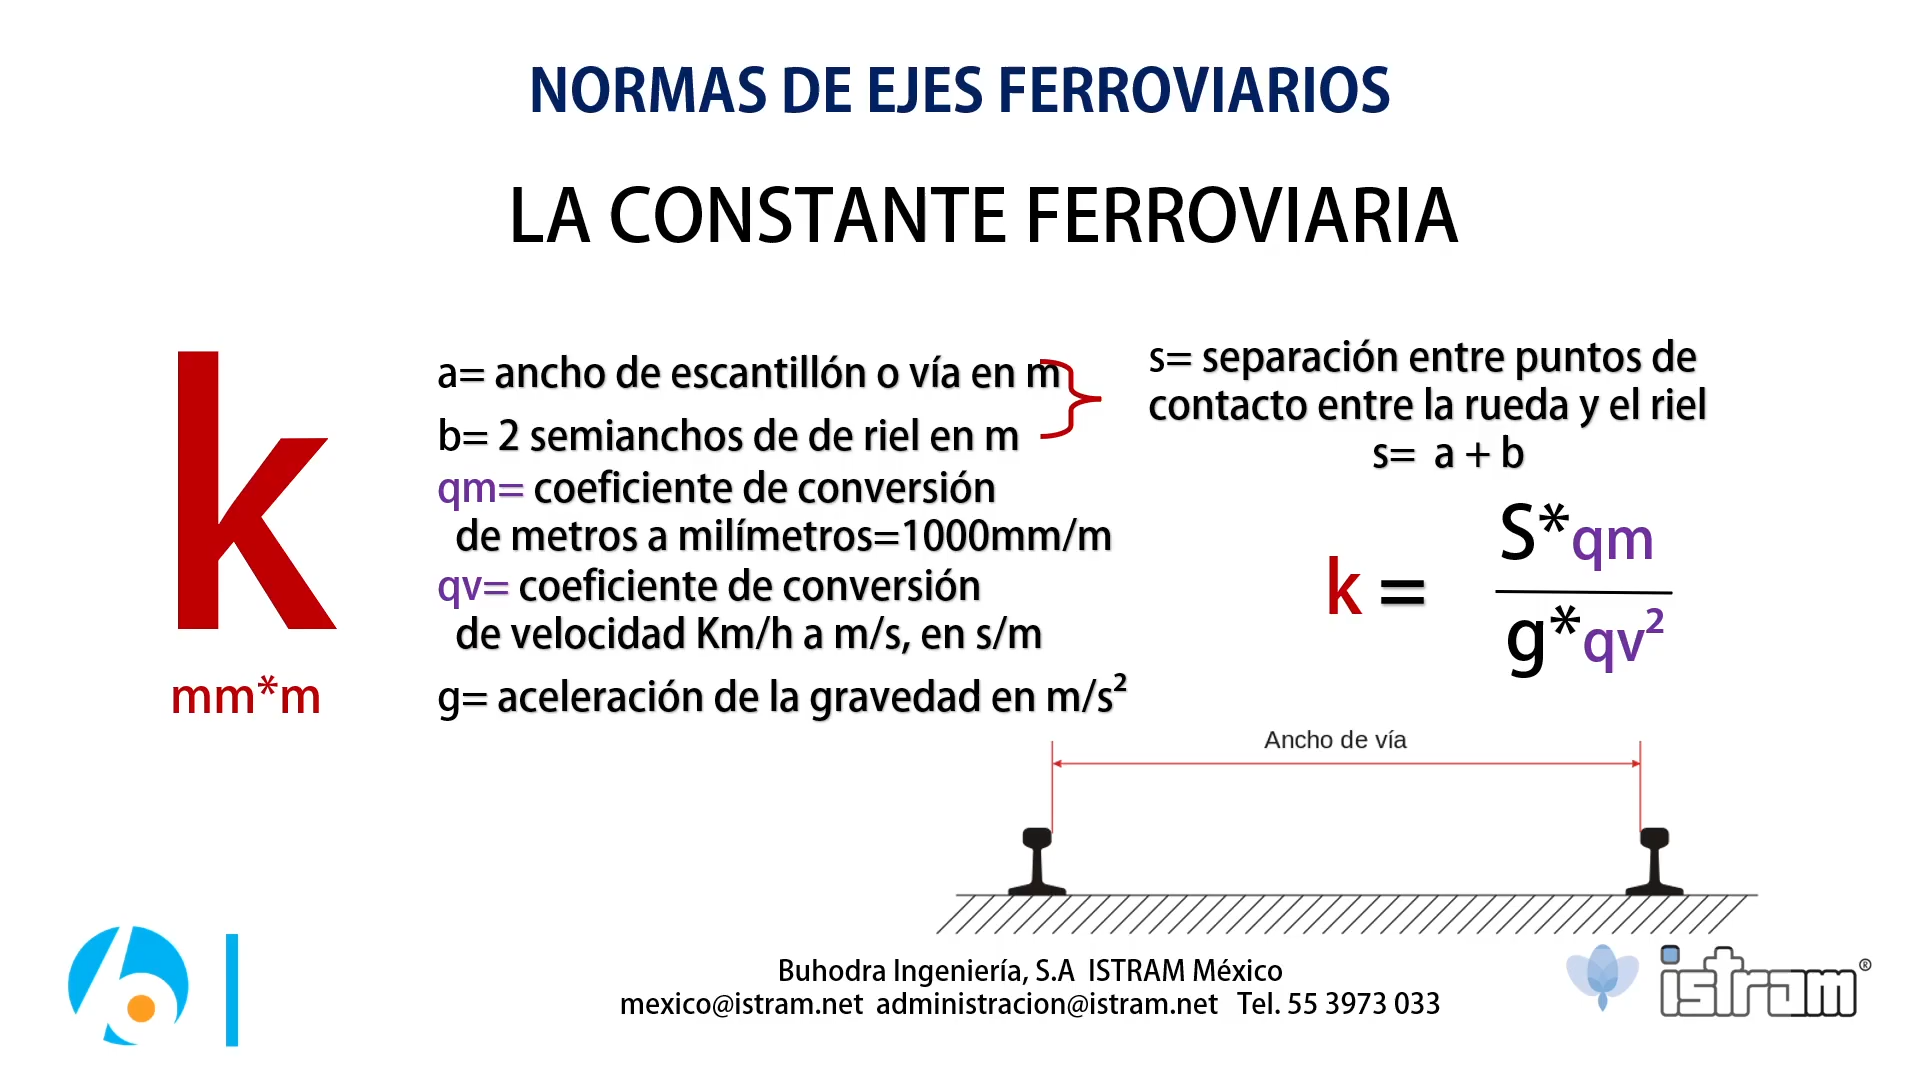 NORMAS DE EJES FERROVIARIOS
LA CONSTANTE FERROVIARIA
k
mm*m
a= ancho de escantillón o vía en m
b= 2 semianchos de de riel en m
qm= coeficiente de conversión
de metros a milímetros=1000mm/m
qv= coeficiente de conversión
de velocidad Km/h a m/s, en s/m
g= aceleración de la gravedad en m/s²
s= separación entre puntos de
contacto entre la rueda y el riel
s= a + b
S*qm
k =
g*qv²
Ancho de vía
Buhodra Ingeniería, S.A ISTRAM México
mexico@istram.net administracion@istram.net Tel. 55 3973 033
istram®